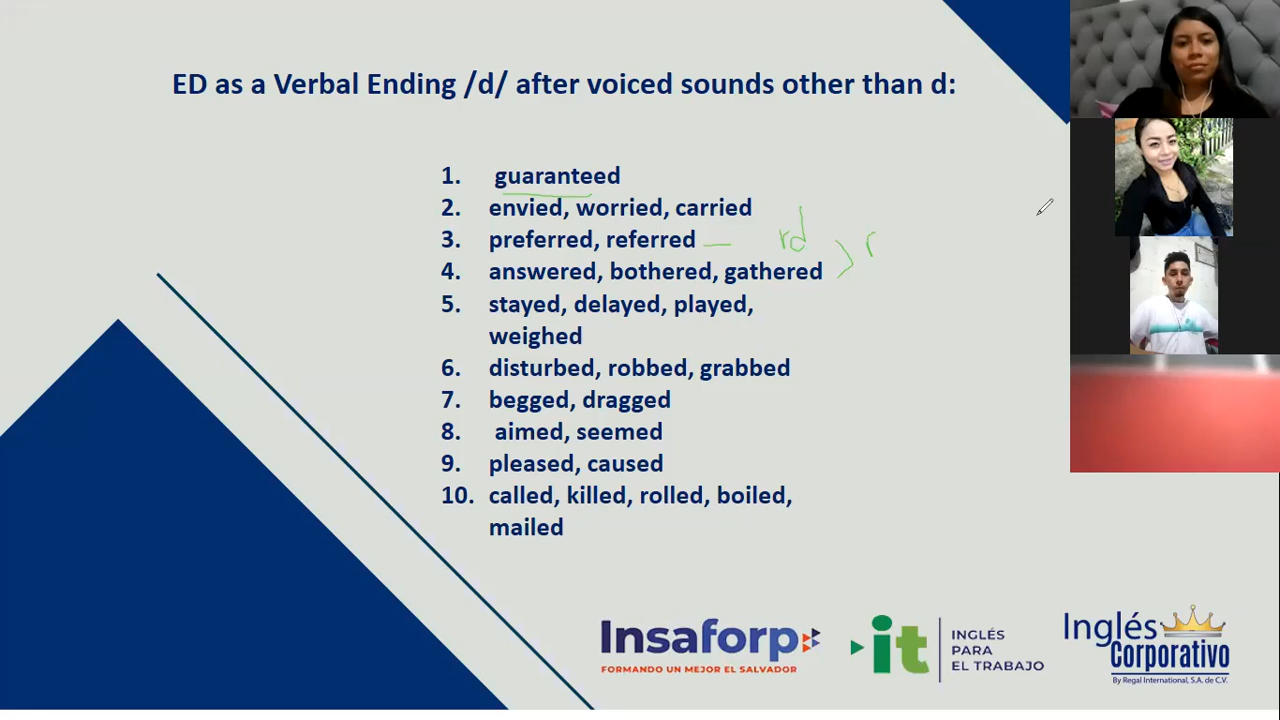 ED as a Verbal Ending /d/ after voiced sounds other than d:
1. guaranteed
2. envied, worried, carried
3. preferred, referred
rd
r
4. answered, bothered, gathered
5. stayed, delayed, played,
weighed
6. disturbed, robbed, grabbed
7. begged, dragged
8. aimed, seemed
9. pleased, caused
10. called, killed, rolled, boiled,
mailed
Insaforp
FORMANDO UN MEJOR EL SALVADOR
it
INGLÉS
PARA
EL TRABAJO
Inglés
Corporativo
By Regal International, S.A. de C.V.